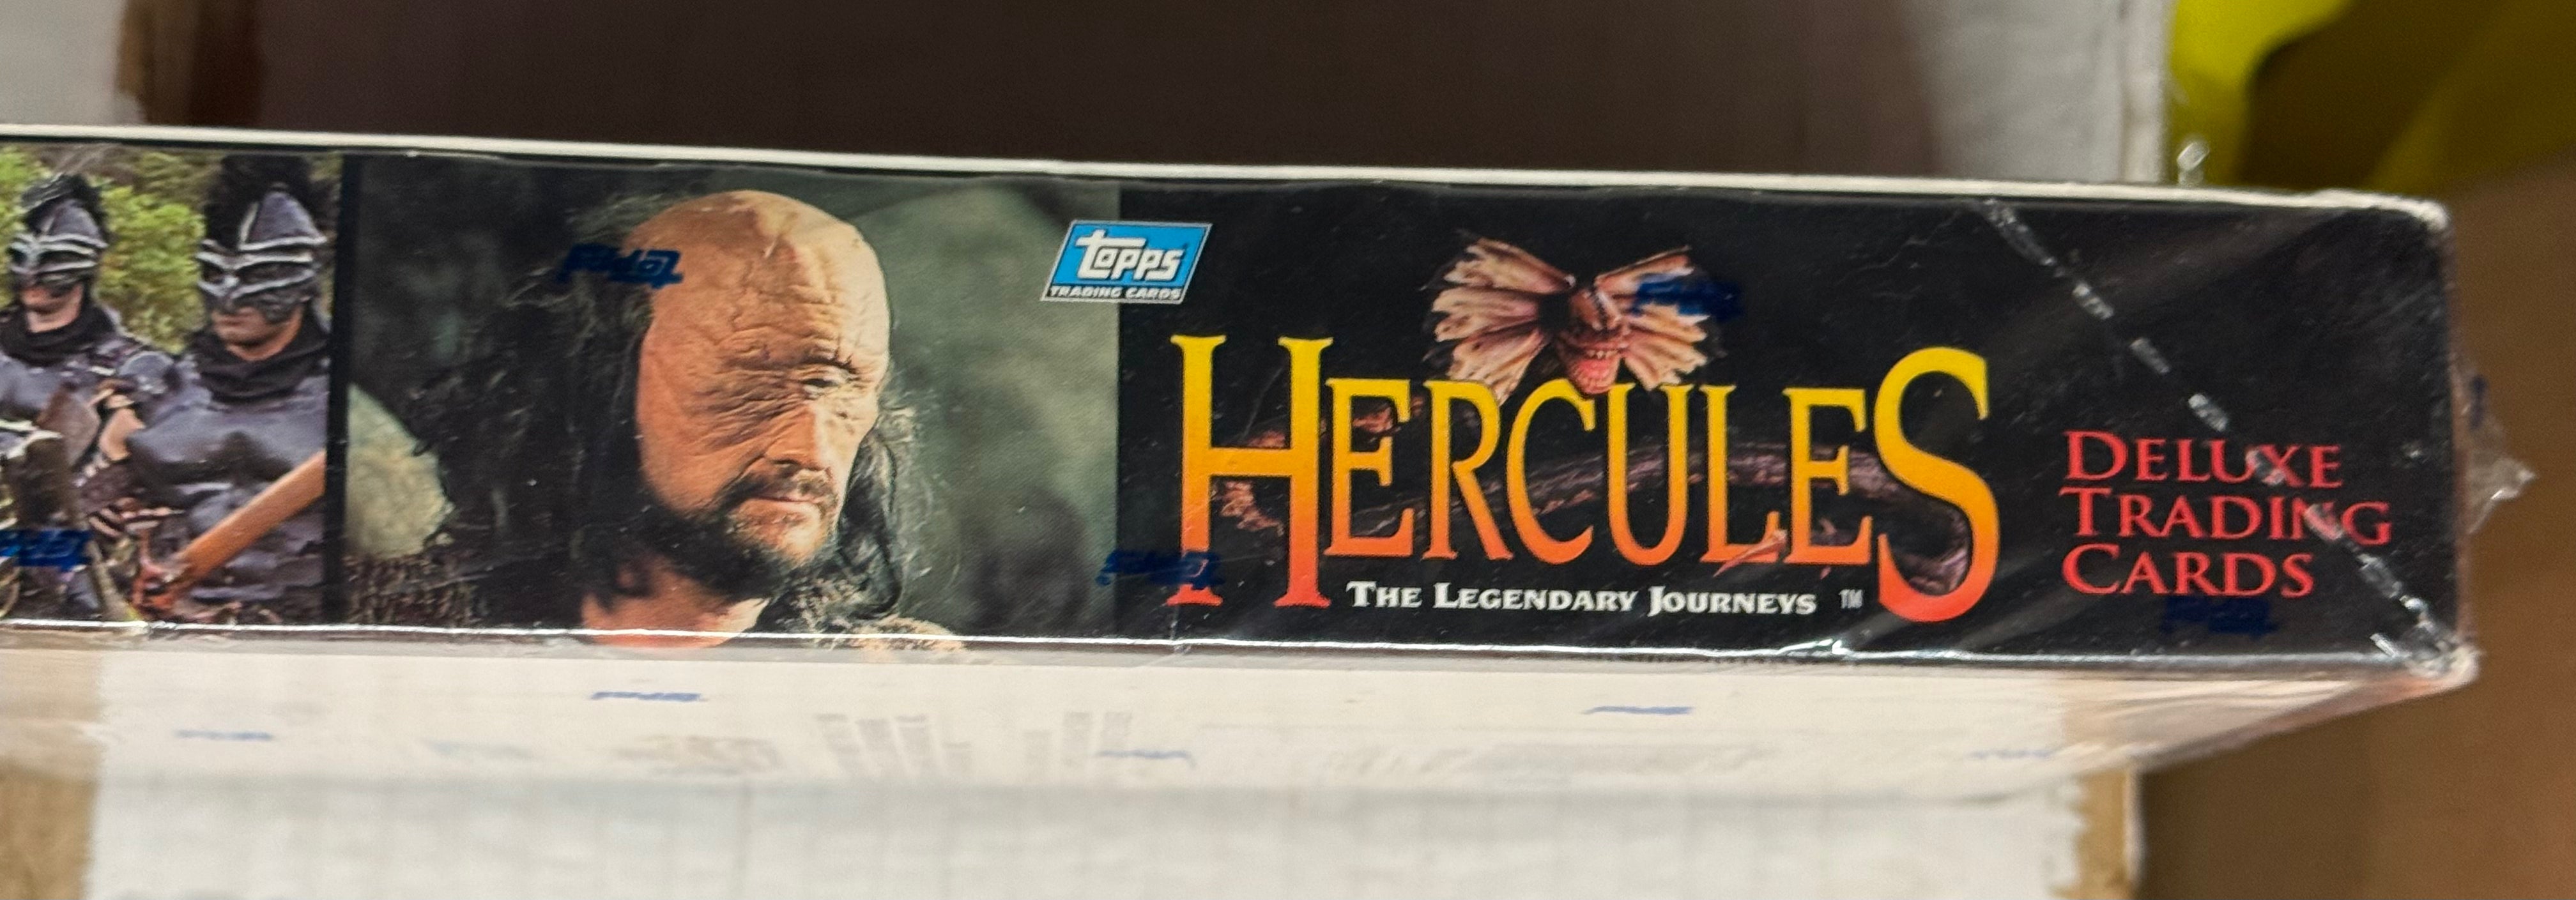 topps
TRADING CARDS
HERCULES
THE LEGENDARY JOURNEYS ™
DELUXE
TRADING
CARDS